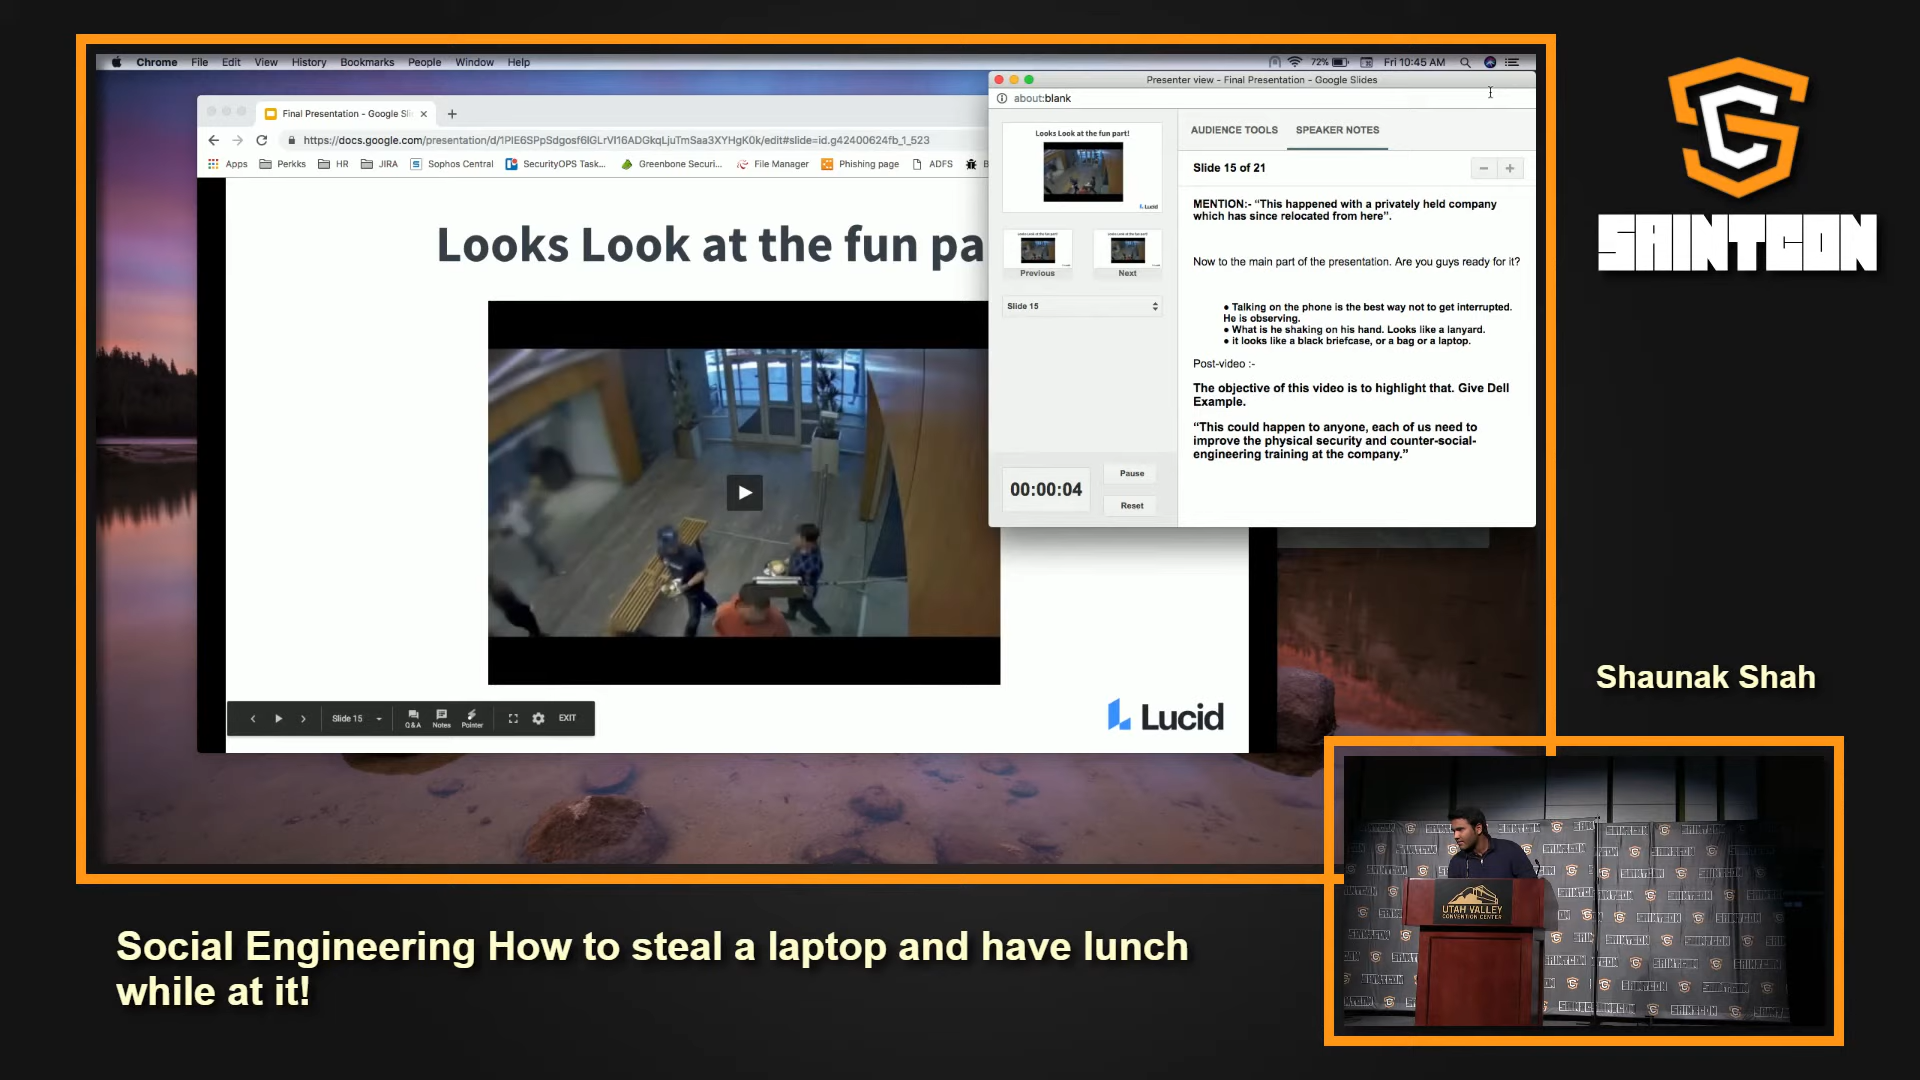 Chrome File Edit View History Bookmarks People Window Help
72% Fri 10:45 AM
Final Presentation - Google Sli
https://docs.google.com/presentation/d/1PIE6SPpSdgosf6lGLrVI16ADGkqLjuTmSaa3XYHgK0k/edit#slide=id.g42400624fb_1_523
Apps Perkks HR JIRA Sophos Central SecurityOPS Task... Greenbone Securi... File Manager Phishing page ADFS B
Looks Look at the fun pa
Lucid
Slide 15 Q&A Notes Pointer EXIT
Presenter view - Final Presentation - Google Slides
about:blank
Looks Look at the fun part!
Lucid
Previous Next
Slide 15
00:00:04
Pause
Reset
AUDIENCE TOOLS SPEAKER NOTES
Slide 15 of 21
MENTION:- “This happened with a privately held company
which has since relocated from here”.
Now to the main part of the presentation. Are you guys ready for it?
● Talking on the phone is the best way not to get interrupted.
He is observing.
● What is he shaking on his hand. Looks like a lanyard.
● it looks like a black briefcase, or a bag or a laptop.
Post-video :-
The objective of this video is to highlight that. Give Dell
Example.
“This could happen to anyone, each of us need to
improve the physical security and counter-social-
engineering training at the company.”
SAINTCON
Shaunak Shah
UTAH VALLEY
CONVENTION CENTER
Social Engineering How to steal a laptop and have lunch
while at it!